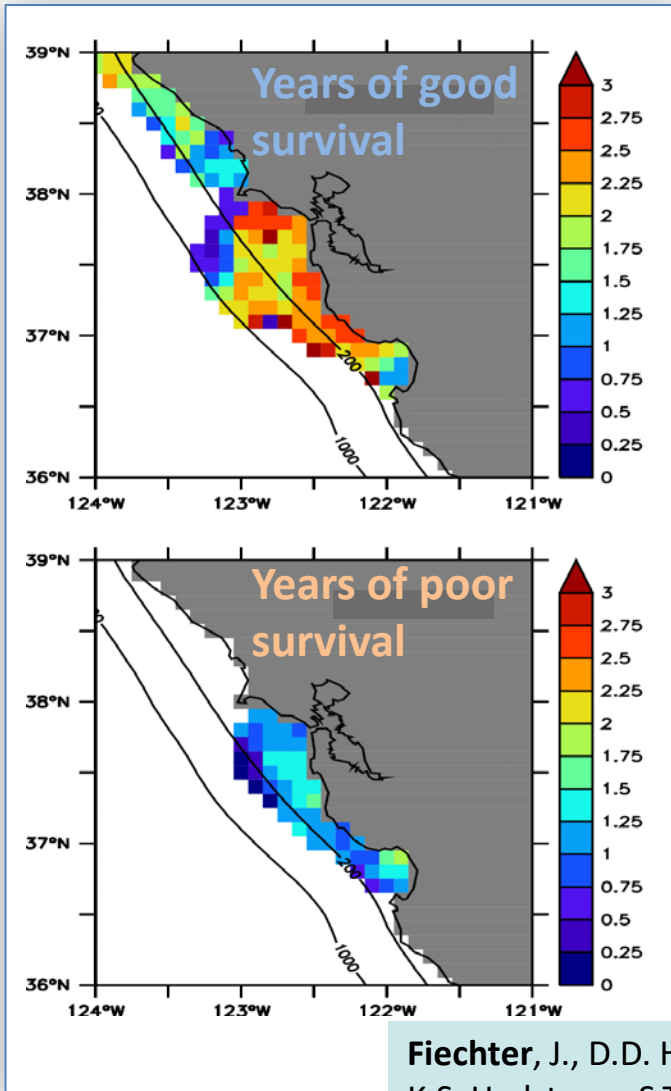 39°N
38°N
37°N
36°N
124°W 123°W 122°W 121°W
Years of good
survival
200
1000
3
2.75
2.5
2.25
2
1.75
1.5
1.25
1
0.75
0.5
0.25
0
39°N
38°N
37°N
36°N
124°W 123°W 122°W 121°W
Years of poor
survival
200
1000
3
2.75
2.5
2.25
2
1.75
1.5
1.25
1
0.75
0.5
0.25
0
Fiechter, J., D.D. H